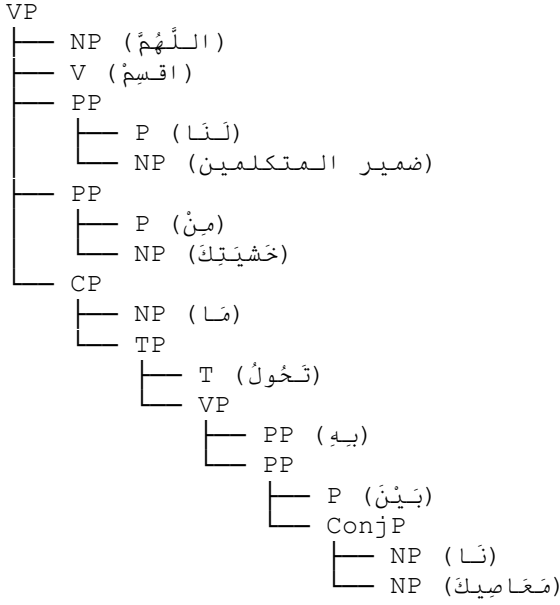 VP
NP (اللَّهُمَّ)
V (اقسِمْ)
PP
P (لَنَا)
NP (ضمير المتكلمين)
PP
P (مِنْ)
NP (خَشيَتِكَ)
CP
NP (مَا)
TP
T (تَحُولُ)
VP
PP (بِهِ)
PP
P (بَيْنَ)
ConjP
NP (نَا)
NP (مَعَاصِيكَ)